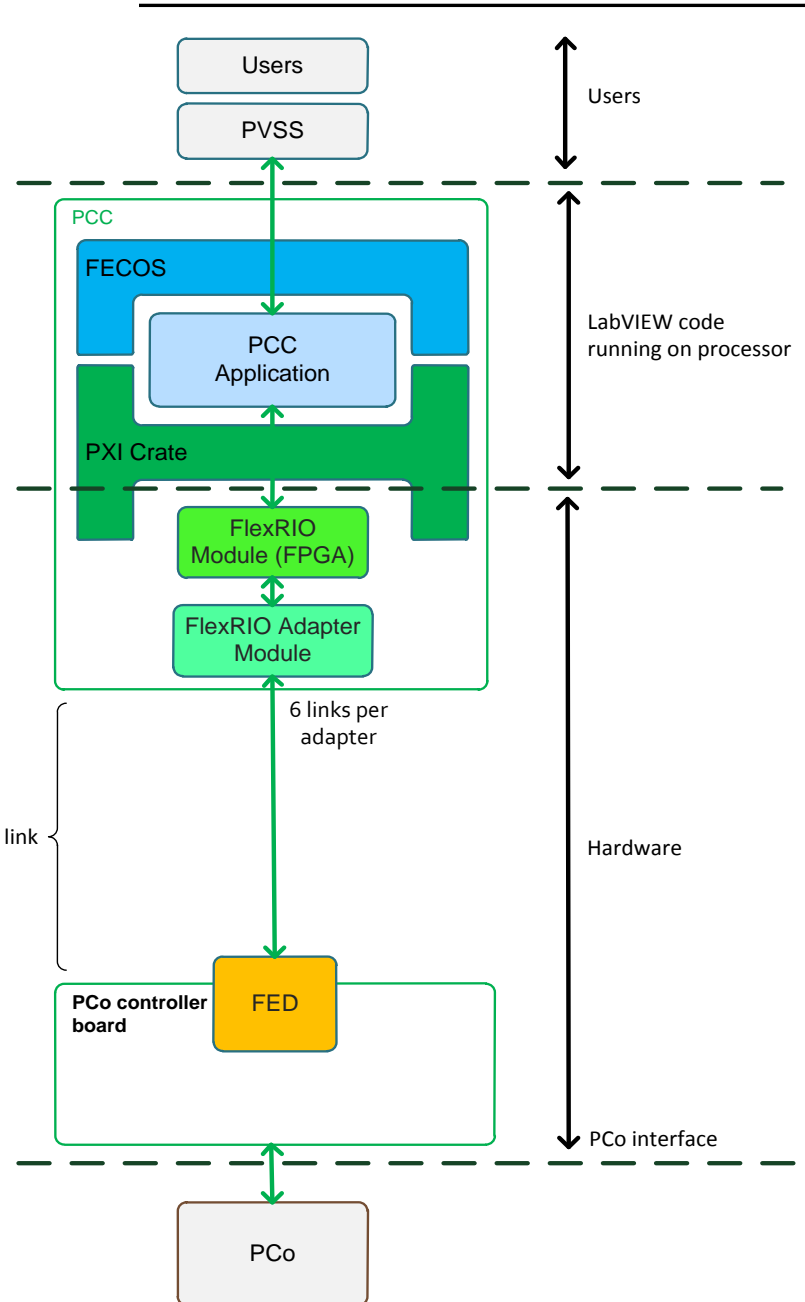 Users
PVSS
Users
PCC
FECOS
PCC
Application
LabVIEW code
running on processor
PXI Crate
FlexRIO
Module (FPGA)
FlexRIO Adapter
Module
6 links per
adapter
link
Hardware
PCo controller
board
FED
PCo interface
PCo